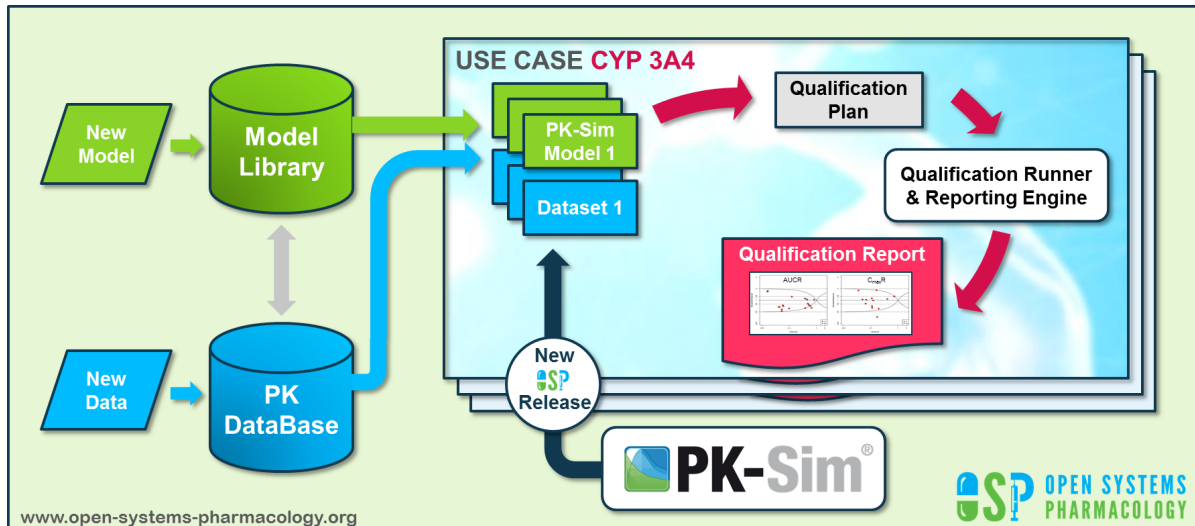 USE CASE CYP 3A4
New
Model
Model
Library
PK-Sim
Model 1
Dataset 1
Qualification
Plan
Qualification Runner
& Reporting Engine
Qualification Report
AUCR
CmaxR
New
Data
PK
DataBase
New
OSP
Release
PK-Sim®
OSP OPEN SYSTEMS
PHARMACOLOGY
www.open-systems-pharmacology.org